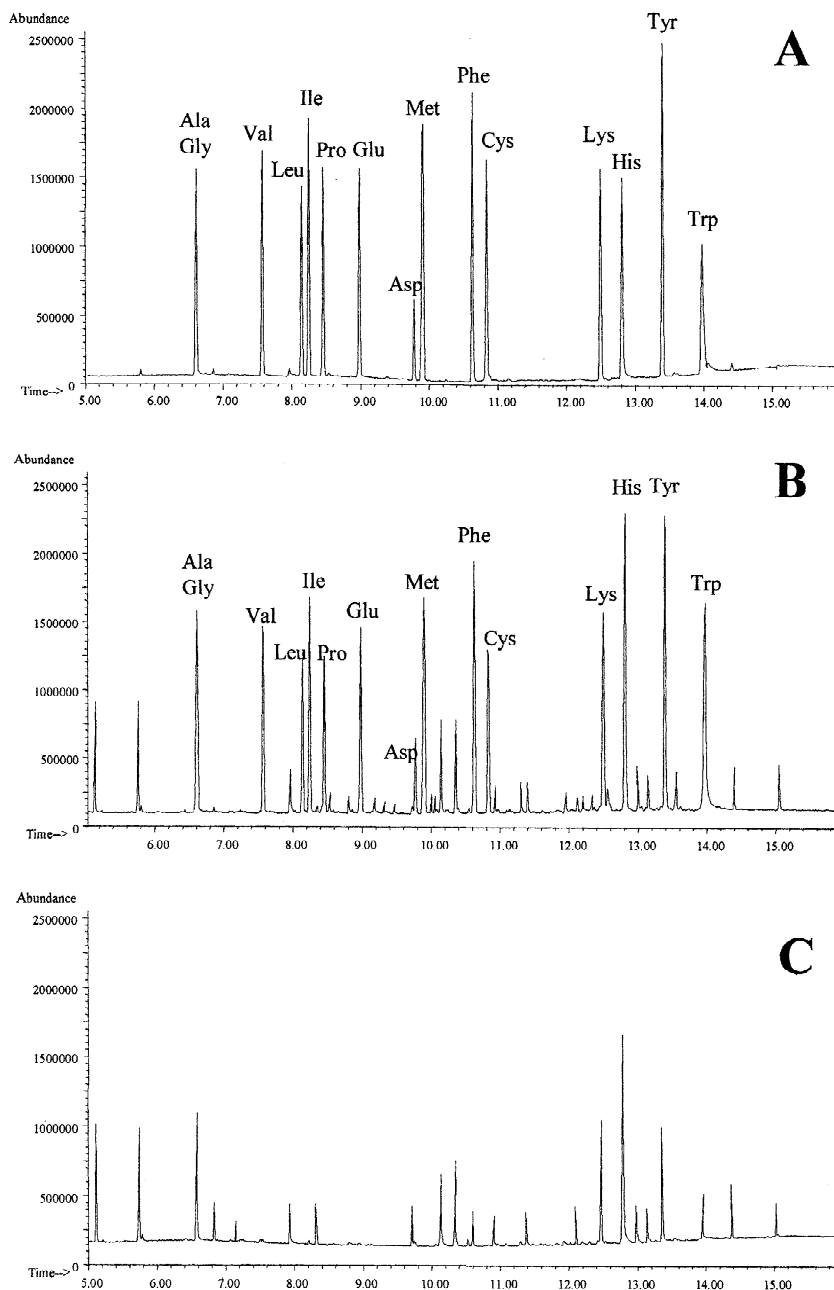 Abundance
A
2500000
2000000
1500000
1000000
500000
0
Time-->
5.00 6.00 7.00 8.00 9.00 10.00 11.00 12.00 13.00 14.00 15.00
Ala
Gly
Val
Leu
Ile
Pro
Glu
Asp
Met
Phe
Cys
Lys
His
Tyr
Trp
Abundance
B
2500000
2000000
1500000
1000000
500000
0
Time-->
6.00 7.00 8.00 9.00 10.00 11.00 12.00 13.00 14.00 15.00
Ala
Gly
Val
Leu
Ile
Pro
Glu
Asp
Met
Phe
Cys
Lys
His
Tyr
Trp
Abundance
C
2500000
2000000
1500000
1000000
500000
0
Time-->
5.00 6.00 7.00 8.00 9.00 10.00 11.00 12.00 13.00 14.00 15.00